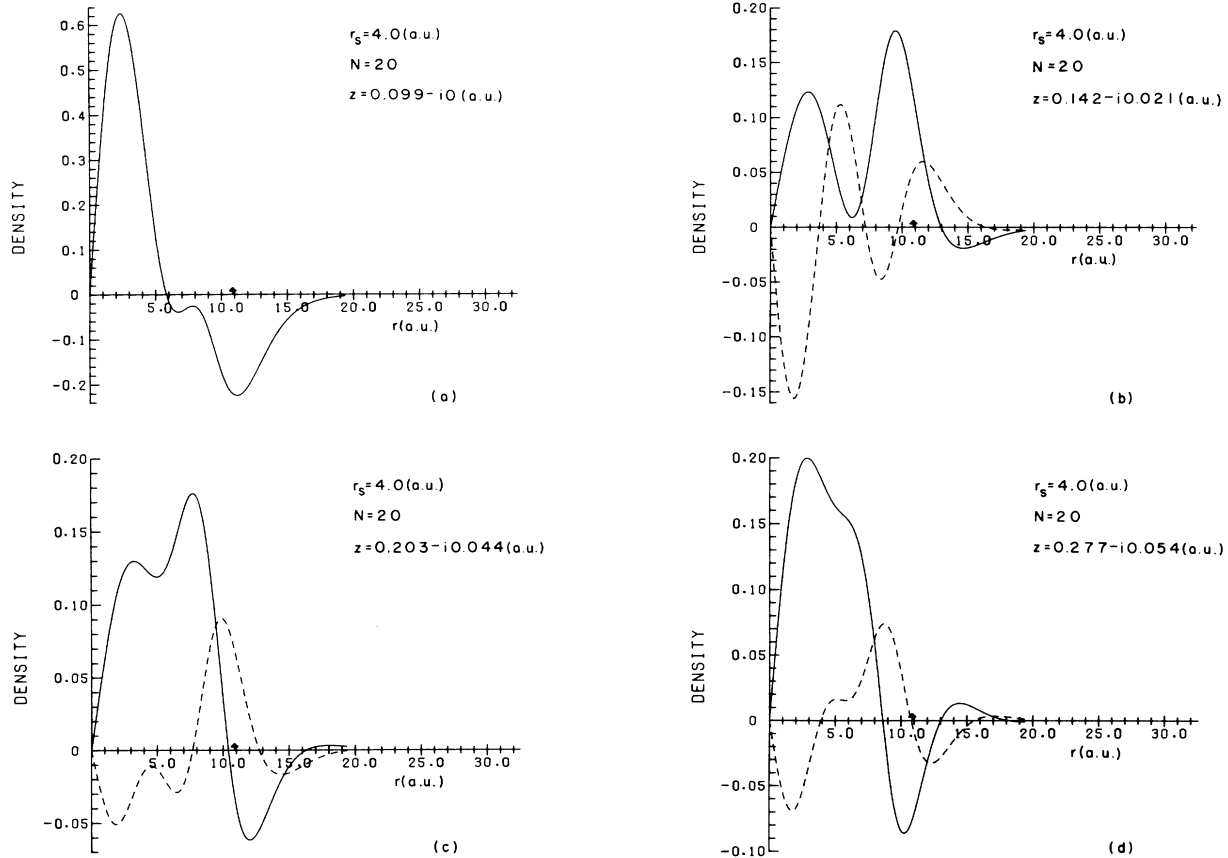 0.6
0.5
0.4
0.3
0.2
0.1
0
-0.1
-0.2
DENSITY
5.0 10.0 15.0 20.0 25.0 30.0
r(a.u.)
r_s=4.0(a.u.)
N=20
z=0.099-i0(a.u.)
(a)
0.20
0.15
0.10
0.05
0
-0.05
-0.10
-0.15
DENSITY
5.0 10.0 15.0 20.0 25.0 30.0
r(a.u.)
r_s=4.0(a.u.)
N=20
z=0.142-i0.021(a.u.)
(b)
0.20
0.15
0.10
0.05
0
-0.05
DENSITY
5.0 10.0 15.0 20.0 25.0 30.0
r(a.u.)
r_s=4.0(a.u.)
N=20
z=0.203-i0.044(a.u.)
(c)
0.20
0.15
0.10
0.05
0
-0.05
-0.10
DENSITY
5.0 10.0 15.0 20.0 25.0 30.0
r(a.u.)
r_s=4.0(a.u.)
N=20
z=0.277-i0.054(a.u.)
(d)